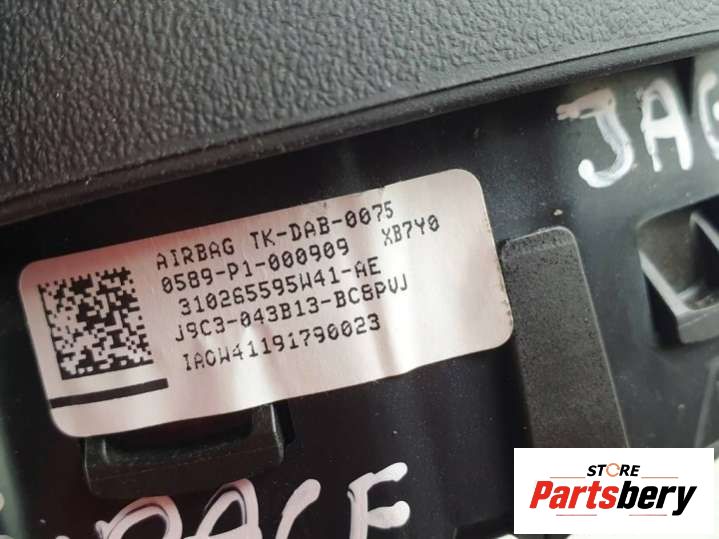 JAG
AIRBAG TK-DAB-0075
0589-P1-000909 XB7Y0
310265595W41-AE
J9C3-043B13-BC8PVJ
IAOW41191790023
STORE
Partsbery